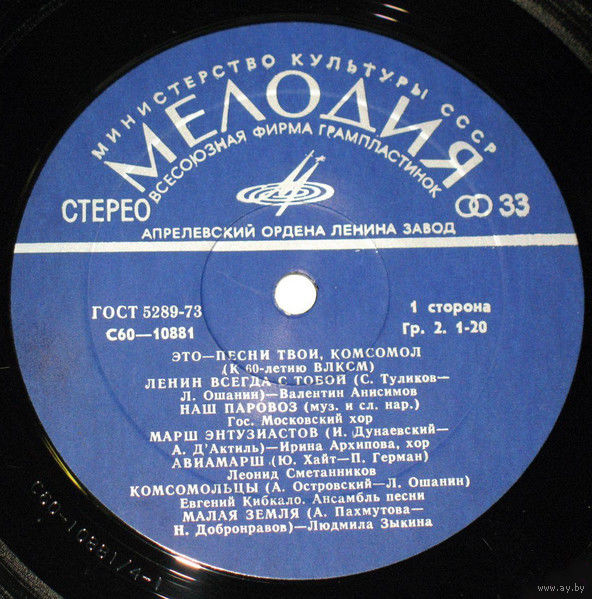 МИНИСТЕРСТВО КУЛЬТУРЫ СССР
МЕЛОДИЯ
ВСЕСОЮЗНАЯ ФИРМА ГРАМПЛАСТИНОК
СТЕРЕО
33
АПРЕЛЕВСКИЙ ОРДЕНА ЛЕНИНА ЗАВОД
ГОСТ 5289-73
1 сторона
С60—10881
Гр. 2. 1-20
ЭТО—ПЕСНИ ТВОИ, КОМСОМОЛ
(К 60-летию ВЛКСМ)
ЛЕНИН ВСЕГДА С ТОБОЙ (С. Туликов—
Л. Ошанин)—Валентин Анисимов
НАШ ПАРОВОЗ (муз. и сл. нар.)
Гос. Московский хор
МАРШ ЭНТУЗИАСТОВ (И. Дунаевский—
А. Д'Актиль)—Ирина Архипова, хор
АВИАМАРШ (Ю. Хайт—П. Герман)
Леонид Сметанников
КОМСОМОЛЬЦЫ (А. Островский—Л. Ошанин)
Евгений Кибкало. Ансамбль песни
МАЛАЯ ЗЕМЛЯ (А. Пахмутова—
Н. Добронравов)—Людмила Зыкина
www.ay.by